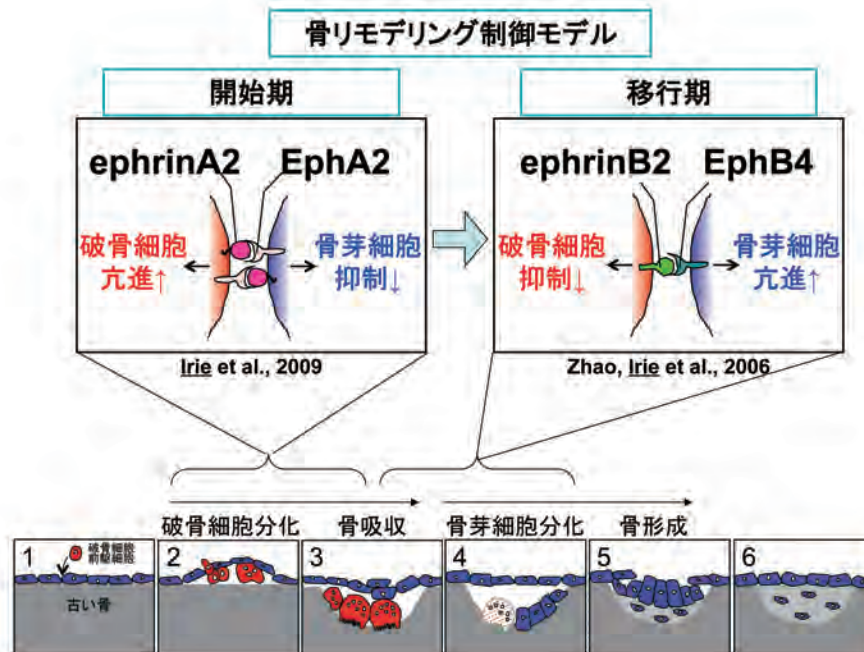 骨リモデリング制御モデル
開始期
移行期
ephrinA2 EphA2
破骨細胞
亢進↑
骨芽細胞
抑制↓
ephrinB2 EphB4
破骨細胞
抑制↓
骨芽細胞
亢進↑
Irie et al., 2009
Zhao, Irie et al., 2006
破骨細胞分化
骨吸収
骨芽細胞分化
骨形成
1
破骨細胞
前駆細胞
古い骨
2
3
4
5
6